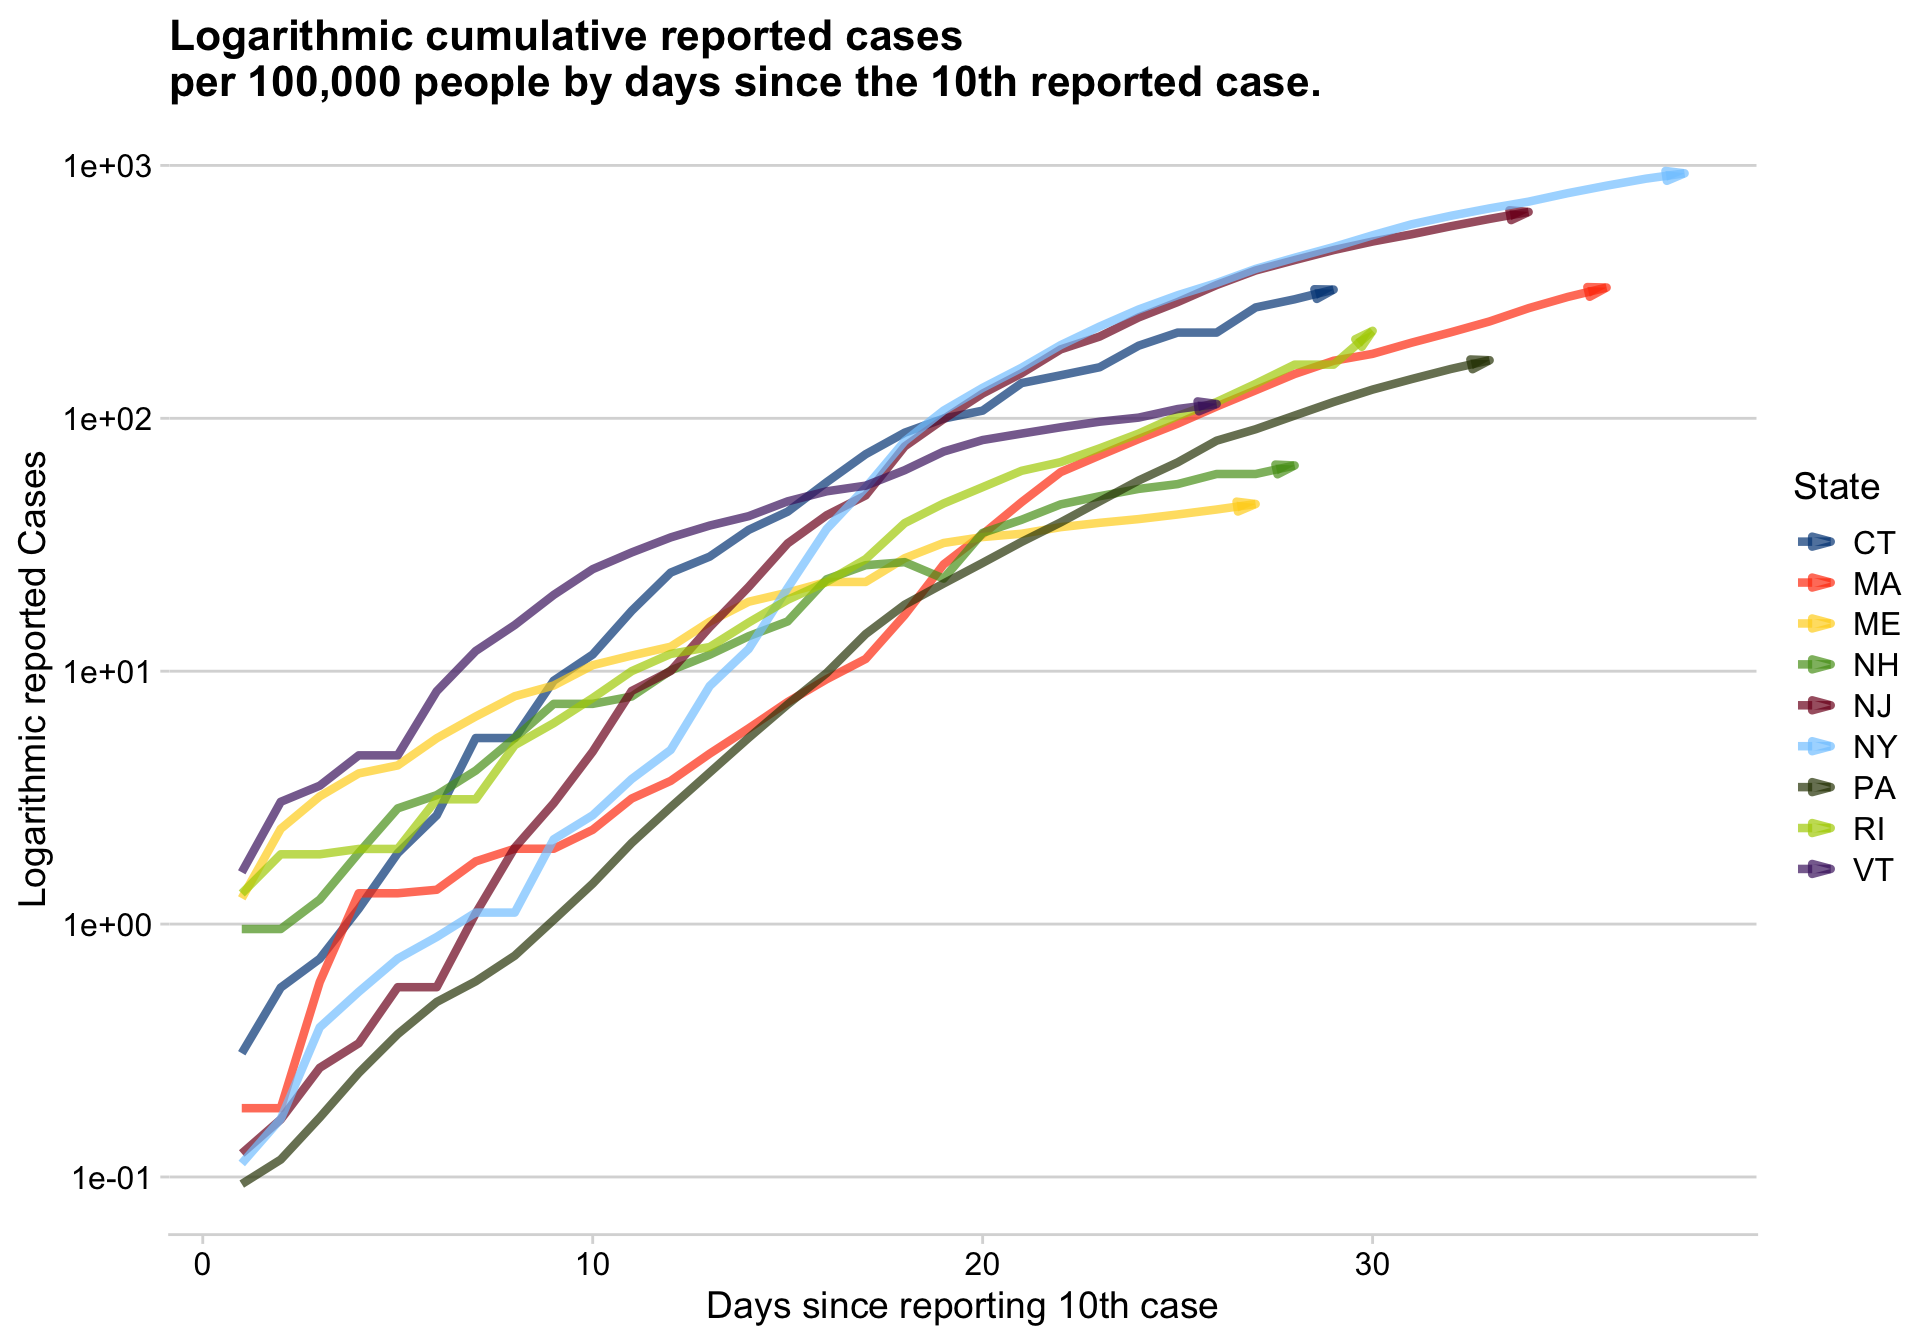 Logarithmic cumulative reported cases
per 100,000 people by days since the 10th reported case.
1e+03
1e+02
1e+01
1e+00
1e-01
Logarithmic reported Cases
0 10 20 30
Days since reporting 10th case
State
CT
MA
ME
NH
NJ
NY
PA
RI
VT